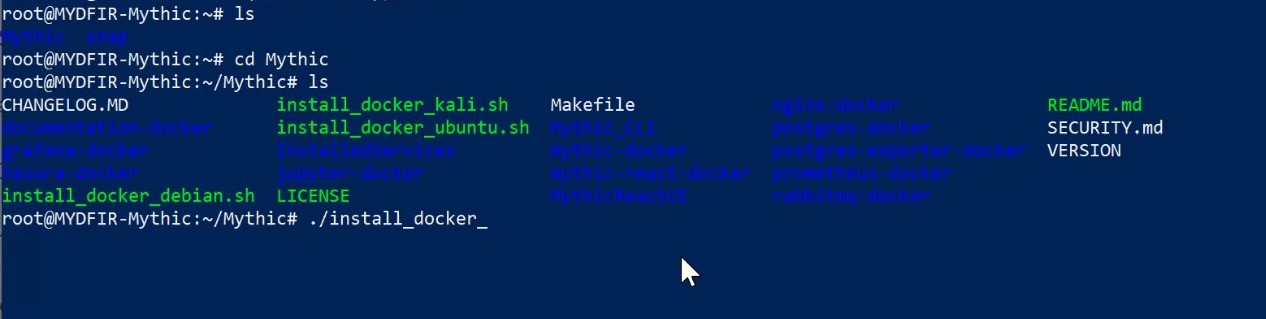 root@MYDFIR-Mythic:~# ls
Mythic snap
root@MYDFIR-Mythic:~# cd Mythic
root@MYDFIR-Mythic:~/Mythic# ls
CHANGELOG.MD install_docker_kali.sh Makefile nginx-docker README.md
documentation-docker install_docker_ubuntu.sh Mythic_CLI postgres-docker SECURITY.md
grafana-docker InstalledServices mythic-docker postgres-exporter-docker VERSION
hasura-docker jupyter-docker mythic-react-docker prometheus-docker
install_docker_debian.sh LICENSE MythicReactUI rabbitmq-docker
root@MYDFIR-Mythic:~/Mythic# ./install_docker_